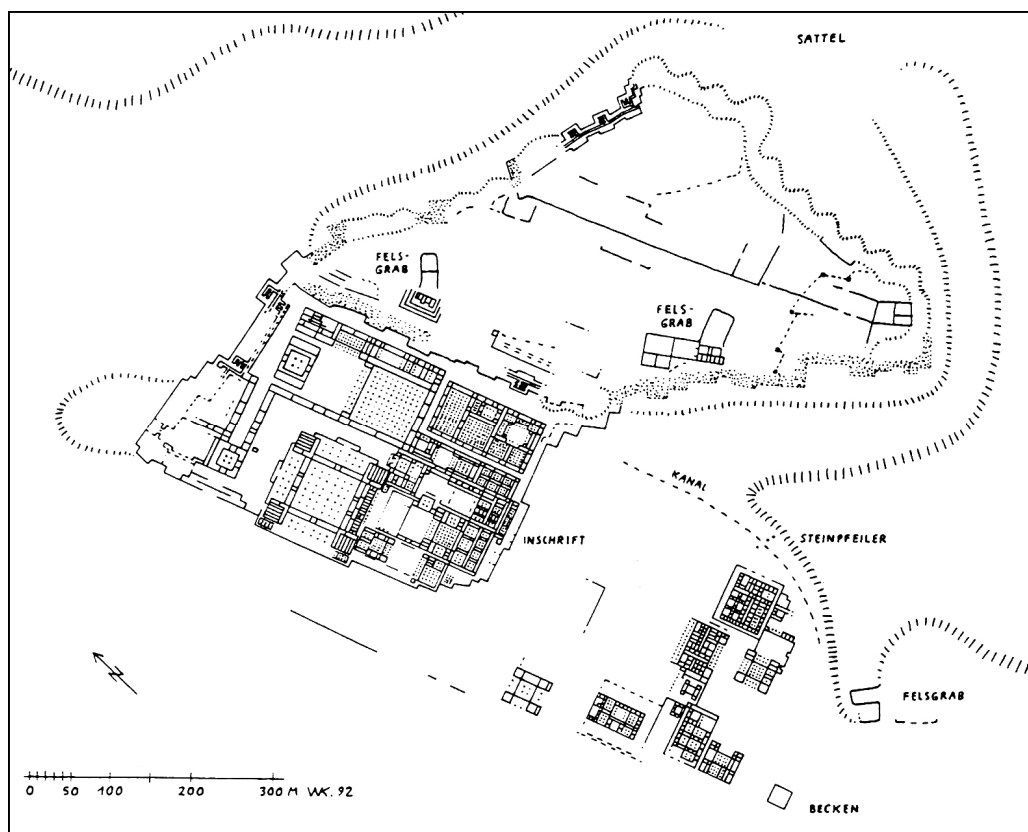 SATTEL
FELS-
GRAB
FELS-
GRAB
KANAL
INSCHRIFT
STEINPFEILER
N
FELSGRAB
0 50 100 200 300 M WK. 92
BECKEN